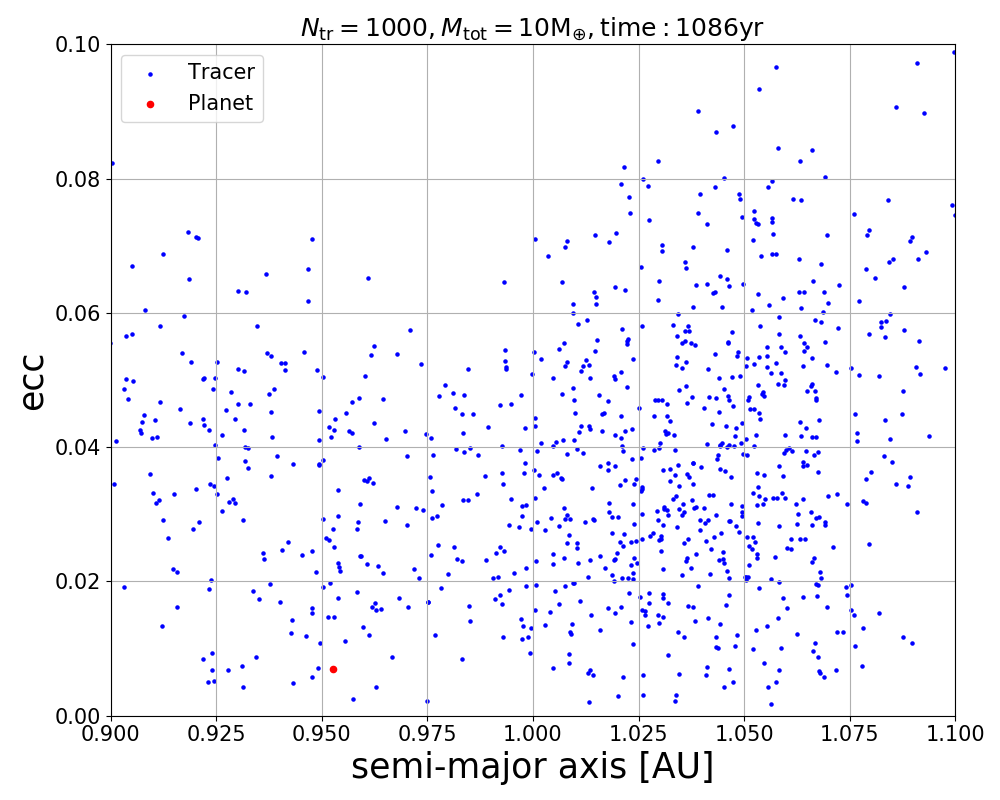 N_tr = 1000, M_tot = 10M_⊕, time : 1086yr
Tracer
Planet
0.10
0.08
0.06
0.04
0.02
0.00
ecc
0.900 0.925 0.950 0.975 1.000 1.025 1.050 1.075 1.100
semi-major axis [AU]